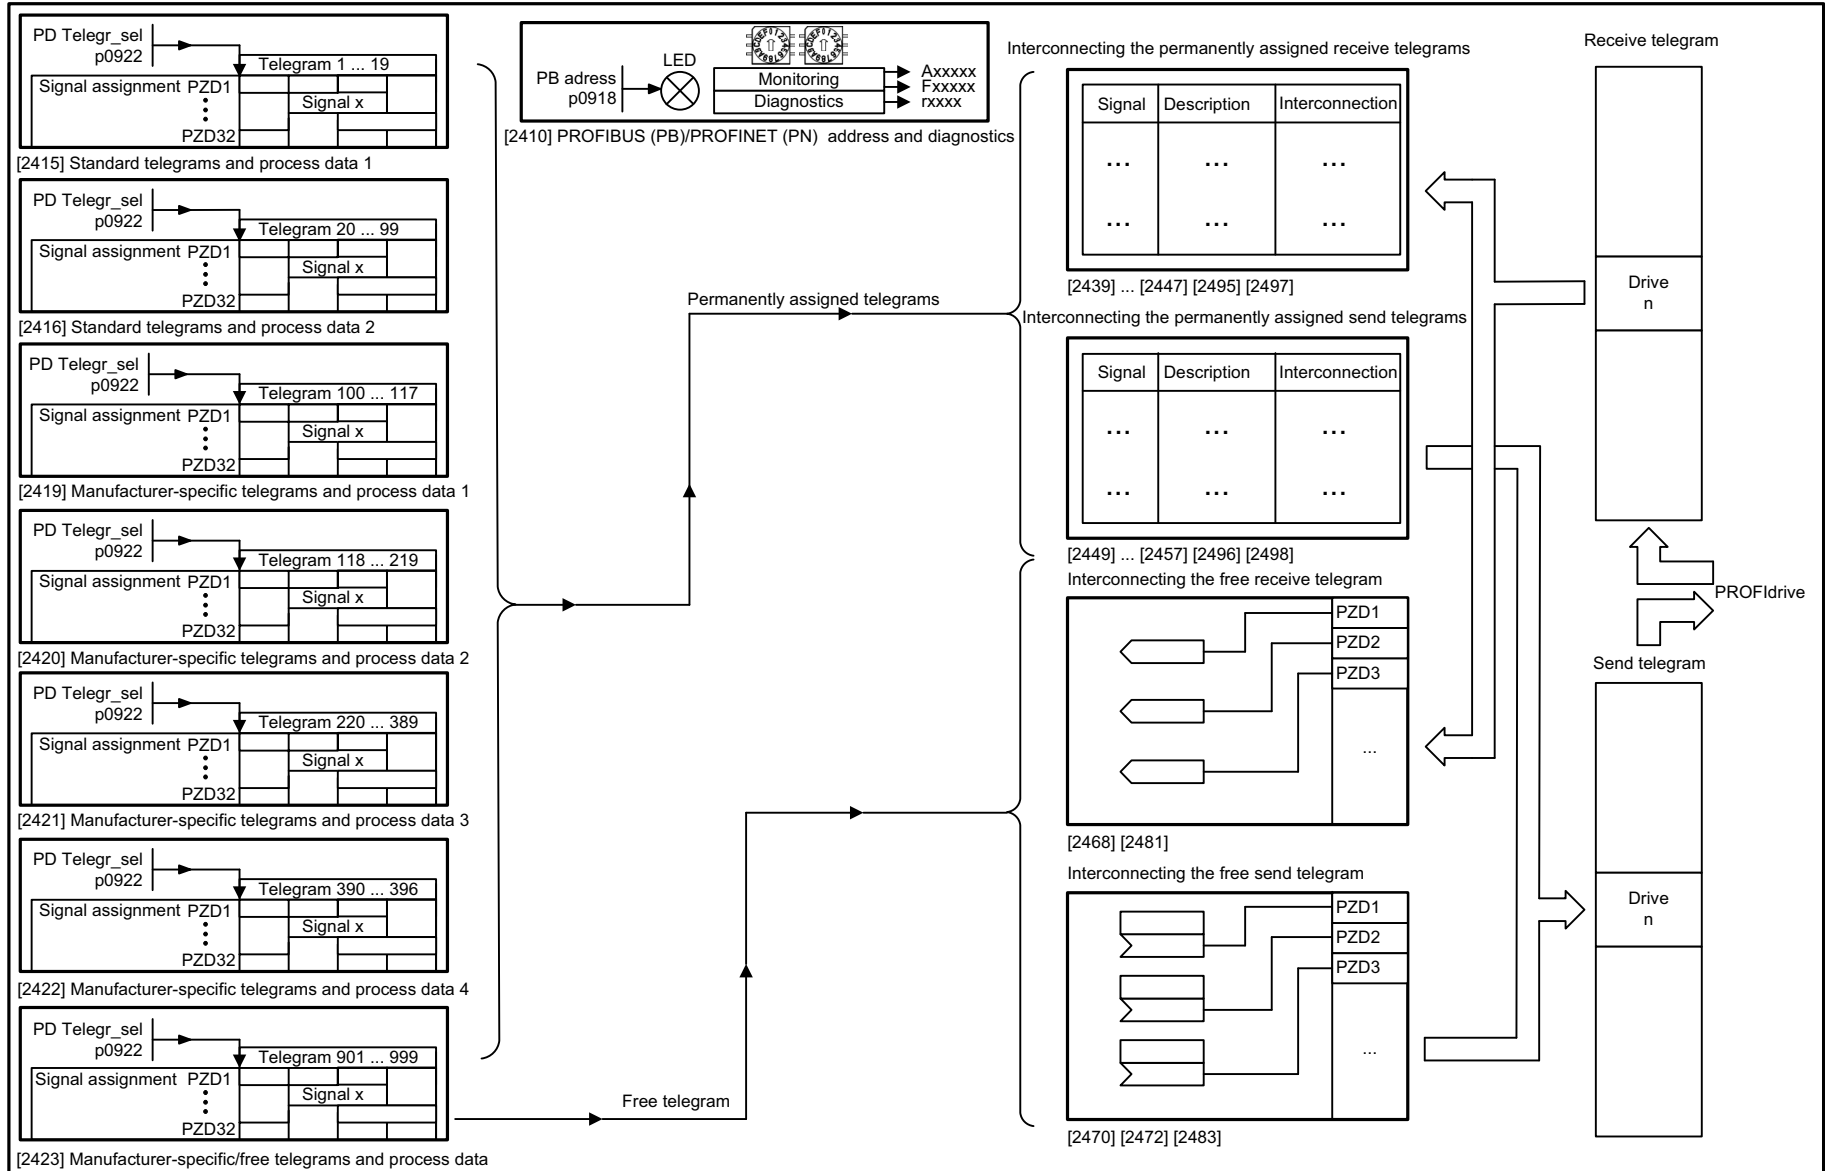 PD Telegr_sel
p0922
Telegram 1 ... 19
Signal assignment PZD1
Signal x
PZD32
[2415] Standard telegrams and process data 1
PD Telegr_sel
p0922
Telegram 20 ... 99
Signal assignment PZD1
Signal x
PZD32
[2416] Standard telegrams and process data 2
PD Telegr_sel
p0922
Telegram 100 ... 117
Signal assignment PZD1
Signal x
PZD32
[2419] Manufacturer-specific telegrams and process data 1
PD Telegr_sel
p0922
Telegram 118 ... 219
Signal assignment PZD1
Signal x
PZD32
[2420] Manufacturer-specific telegrams and process data 2
PD Telegr_sel
p0922
Telegram 220 ... 389
Signal assignment PZD1
Signal x
PZD32
[2421] Manufacturer-specific telegrams and process data 3
PD Telegr_sel
p0922
Telegram 390 ... 396
Signal assignment PZD1
Signal x
PZD32
[2422] Manufacturer-specific telegrams and process data 4
PD Telegr_sel
p0922
Telegram 901 ... 999
Signal assignment PZD1
Signal x
PZD32
[2423] Manufacturer-specific/free telegrams and process data
PB adress
p0918
LED
Monitoring
Diagnostics
Axxxxx
Fxxxxx
rxxxx
[2410] PROFIBUS (PB)/PROFINET (PN) address and diagnostics
Permanently assigned telegrams
Free telegram
Interconnecting the permanently assigned receive telegrams
Signal Description Interconnection
... ... ...
... ... ...
[2439] ... [2447] [2495] [2497]
Interconnecting the permanently assigned send telegrams
Signal Description Interconnection
... ... ...
... ... ...
[2449] ... [2457] [2496] [2498]
Interconnecting the free receive telegram
PZD1
PZD2
PZD3
...
[2468] [2481]
Interconnecting the free send telegram
PZD1
PZD2
PZD3
...
[2470] [2472] [2483]
Receive telegram
Drive
n
PROFIdrive
Send telegram
Drive
n